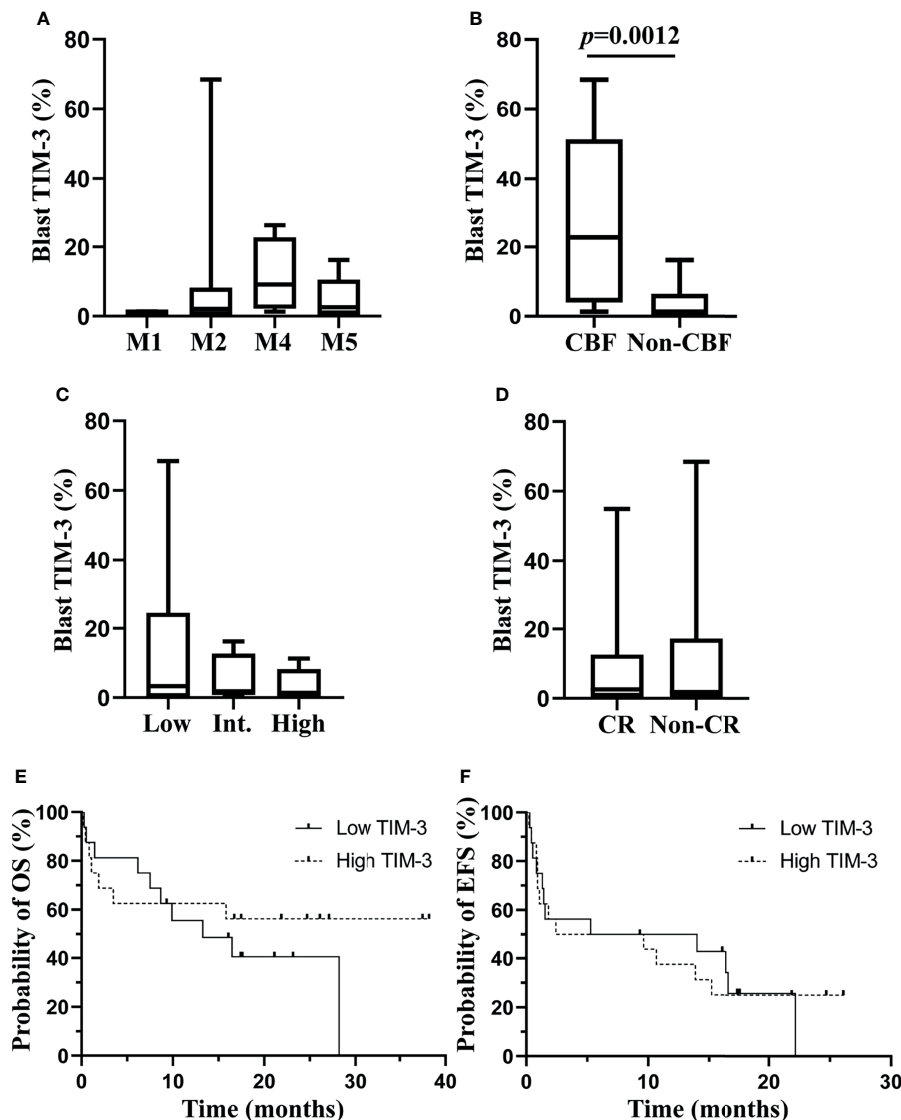 A
Blast TIM-3 (%)
80
60
40
20
0
M1 M2 M4 M5
B
Blast TIM-3 (%)
80
60
40
20
0
p=0.0012
CBF Non-CBF
C
Blast TIM-3 (%)
80
60
40
20
0
Low Int. High
D
Blast TIM-3 (%)
80
60
40
20
0
CR Non-CR
E
Probability of OS (%)
100
80
60
40
20
0
Low TIM-3
High TIM-3
0 10 20 30 40
Time (months)
F
Probability of EFS (%)
100
80
60
40
20
0
Low TIM-3
High TIM-3
0 10 20 30
Time (months)